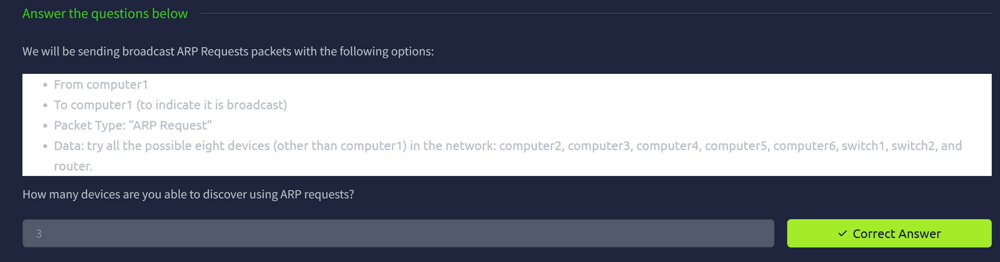 Answer the questions below
We will be sending broadcast ARP Requests packets with the following options:
• From computer1
• To computer1 (to indicate it is broadcast)
• Packet Type: “ARP Request”
• Data: try all the possible eight devices (other than computer1) in the network: computer2, computer3, computer4, computer5, computer6, switch1, switch2, and
router.
How many devices are you able to discover using ARP requests?
3
✓ Correct Answer